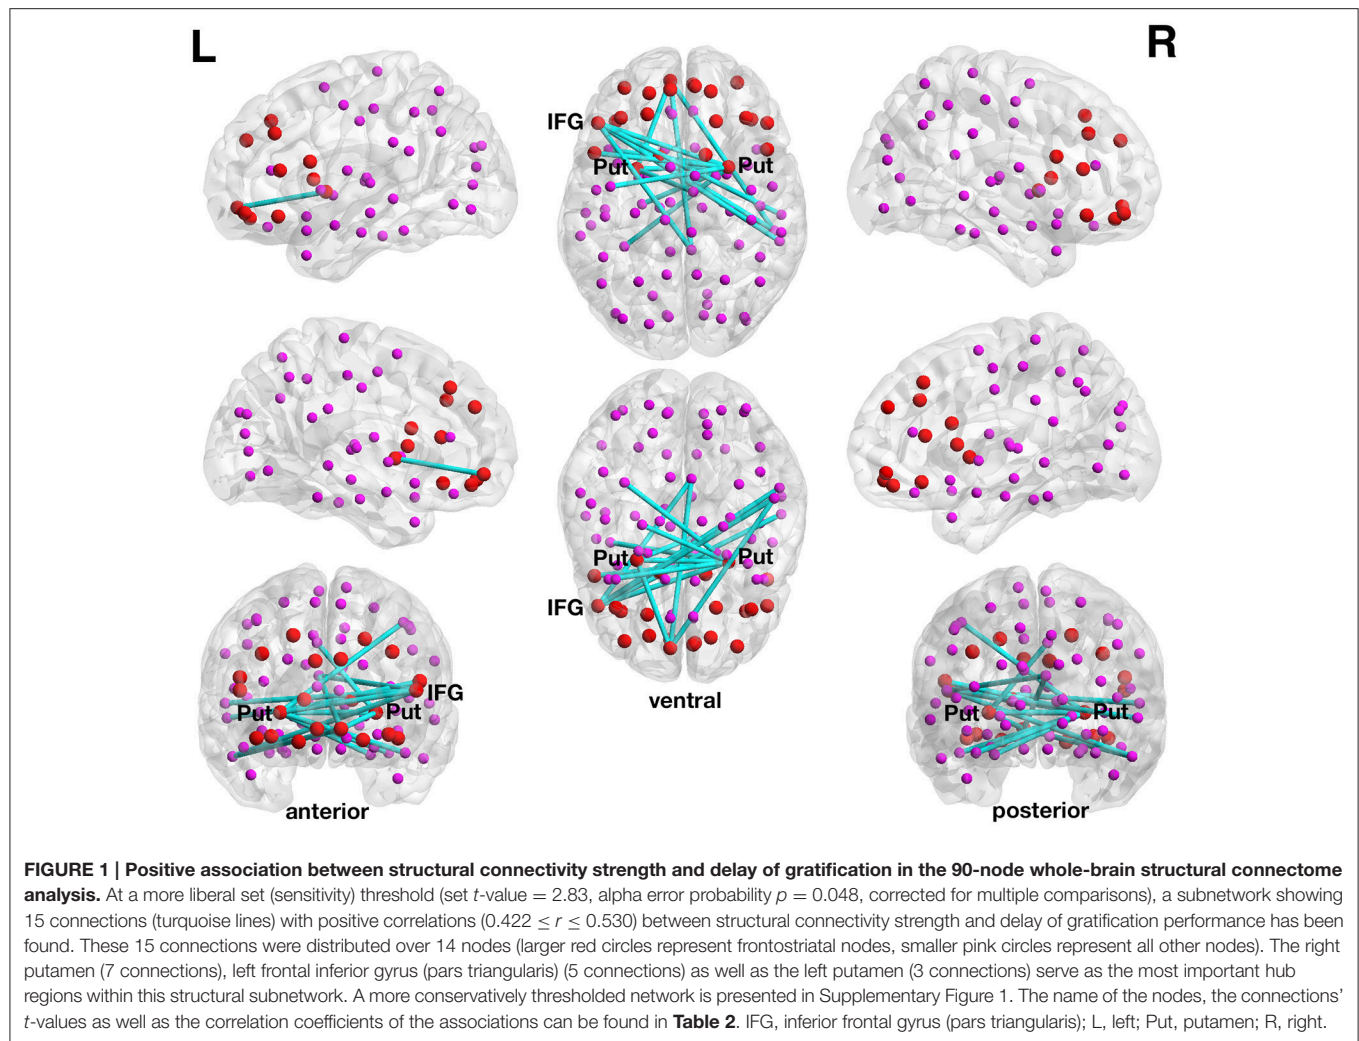 L
R
IFG
Put
Put
Put
Put
IFG
ventral
IFG
Put
Put
anterior
Put
Put
posterior
FIGURE 1 | Positive association between structural connectivity strength and delay of gratification in the 90-node whole-brain structural connectome
analysis. At a more liberal set (sensitivity) threshold (set t-value = 2.83, alpha error probability p = 0.048, corrected for multiple comparisons), a subnetwork showing
15 connections (turquoise lines) with positive correlations (0.422 ≤ r ≤ 0.530) between structural connectivity strength and delay of gratification performance has been
found. These 15 connections were distributed over 14 nodes (larger red circles represent frontostriatal nodes, smaller pink circles represent all other nodes). The right
putamen (7 connections), left frontal inferior gyrus (pars triangularis) (5 connections) as well as the left putamen (3 connections) serve as the most important hub
regions within this structural subnetwork. A more conservatively thresholded network is presented in Supplementary Figure 1. The name of the nodes, the connections'
t-values as well as the correlation coefficients of the associations can be found in Table 2. IFG, inferior frontal gyrus (pars triangularis); L, left; Put, putamen; R, right.